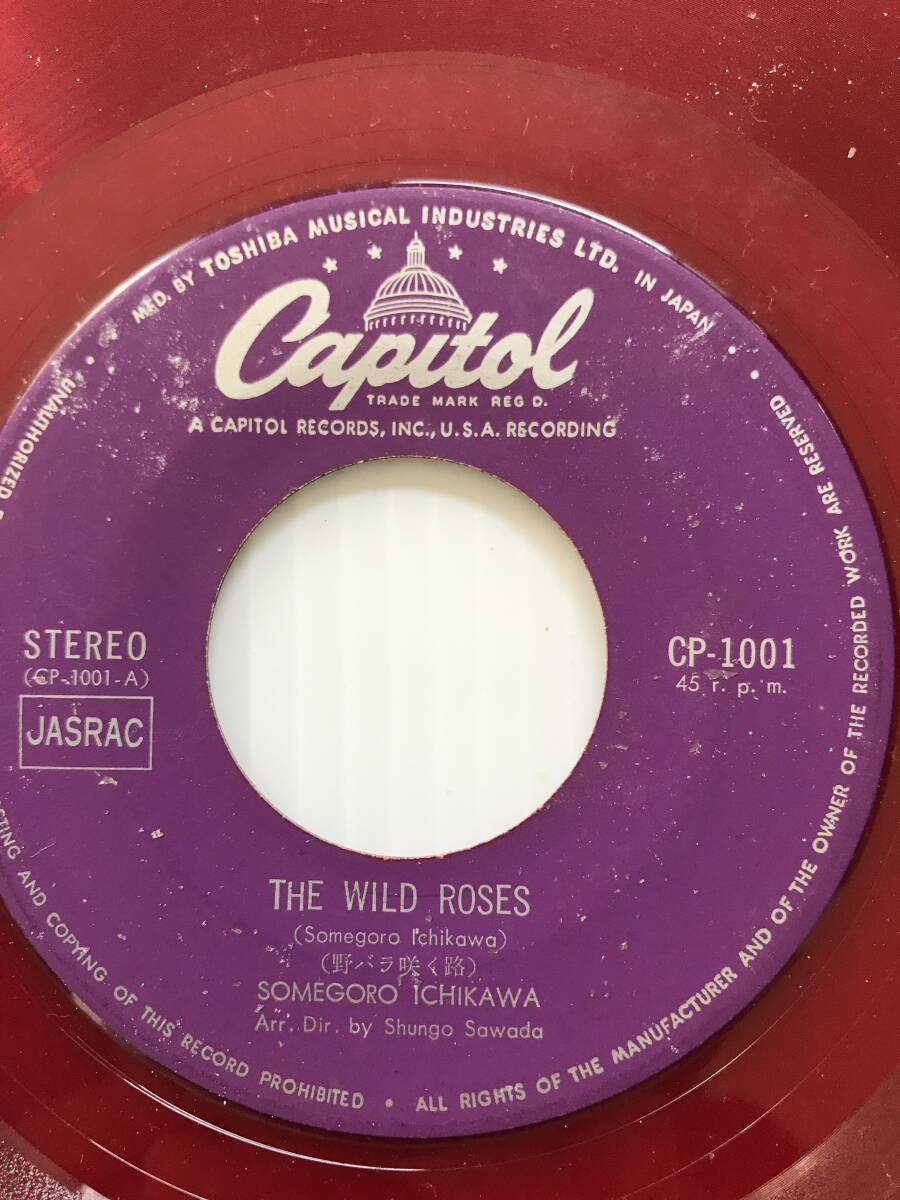 MFD. BY TOSHIBA MUSICAL INDUSTRIES LTD. IN JAPAN
Capitol
TRADE MARK REG D.
A CAPITOL RECORDS, INC., U.S.A. RECORDING
STEREO
(CP-1001-A)
JASRAC
CP-1001
45 r. p. m.
THE WILD ROSES
(Somegoro Ichikawa)
(野バラ咲く路)
SOMEGORO ICHIKAWA
Arr. Dir. by Shungo Sawada
UNAUTHORIZED
AND COPYING OF THIS RECORD PROHIBITED • ALL RIGHTS OF THE MANUFACTURER AND OF THE OWNER OF THE RECORDED WORK ARE RESERVED